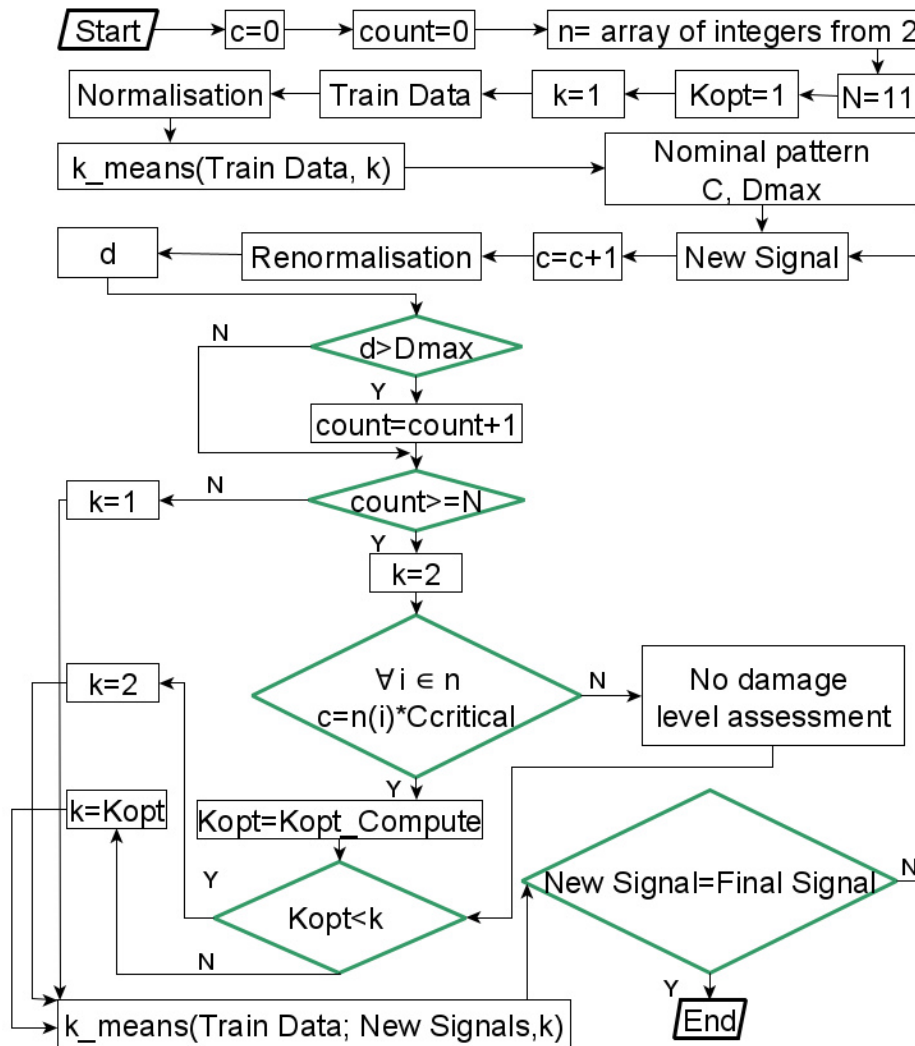 Start
c=0
count=0
n= array of integers from 2
Normalisation
Train Data
k=1
Kopt=1
N=11
k_means(Train Data, k)
Nominal pattern
C, Dmax
d
Renormalisation
c=c+1
New Signal
N
d>Dmax
Y
count=count+1
k=1
N
count>=N
Y
k=2
k=2
∀ i ∈ n
c=n(i)*Ccritical
N
No damage
level assessment
Y
k=Kopt
Kopt=Kopt_Compute
Y
Kopt<k
New Signal=Final Signal
N
N
Y
k_means(Train Data; New Signals,k)
End